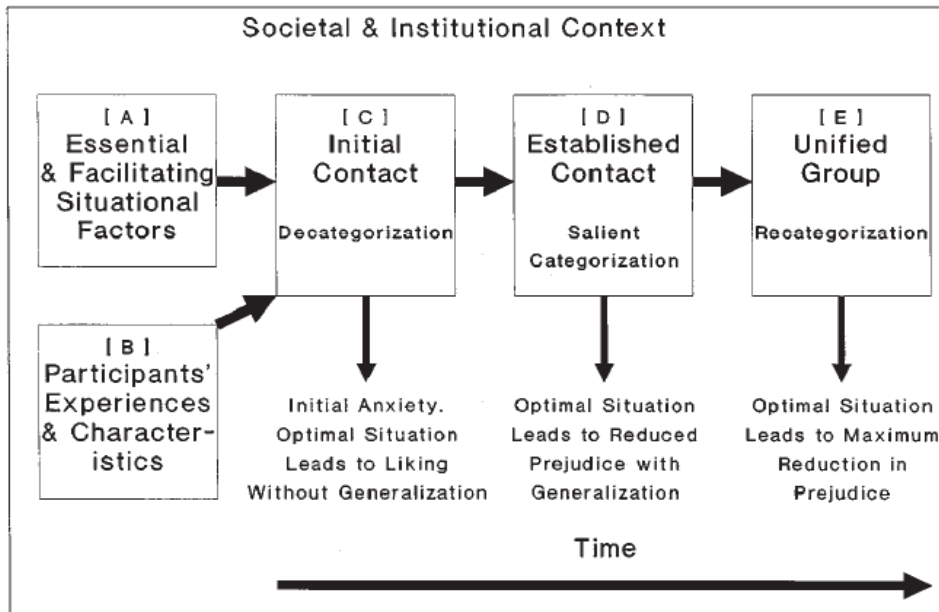 Societal & Institutional Context
[ A ]
Essential
& Facilitating
Situational
Factors
[ B ]
Participants'
Experiences
& Character-
istics
[ C ]
Initial
Contact
Decategorization
[ D ]
Established
Contact
Salient
Categorization
[ E ]
Unified
Group
Recategorization
Initial Anxiety.
Optimal Situation
Leads to Liking
Without Generalization
Optimal Situation
Leads to Reduced
Prejudice with
Generalization
Optimal Situation
Leads to Maximum
Reduction in
Prejudice
Time